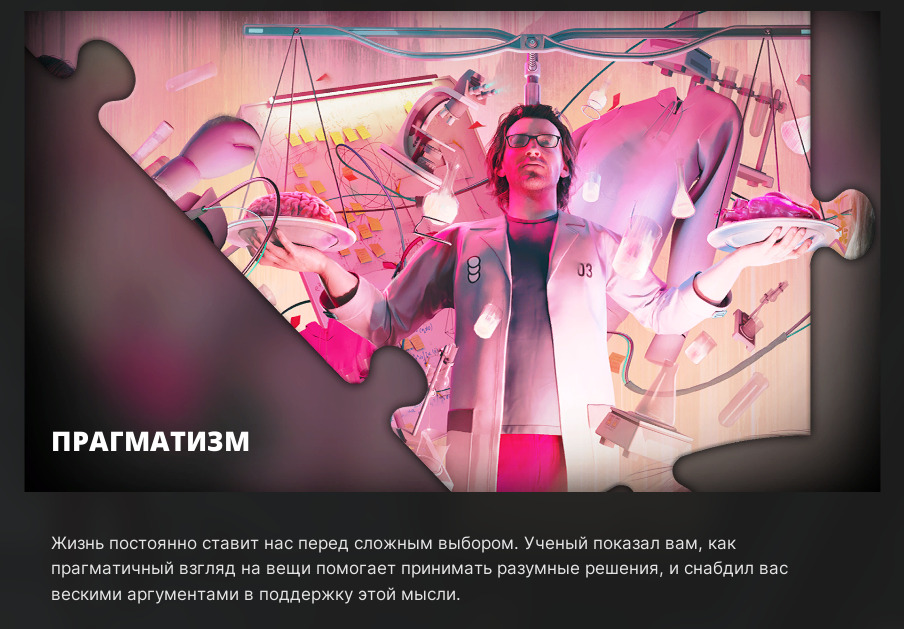 03
ПРАГМАТИЗМ
Жизнь постоянно ставит нас перед сложным выбором. Ученый показал вам, как
прагматичный взгляд на вещи помогает принимать разумные решения, и снабдил вас
вескими аргументами в поддержку этой мысли.